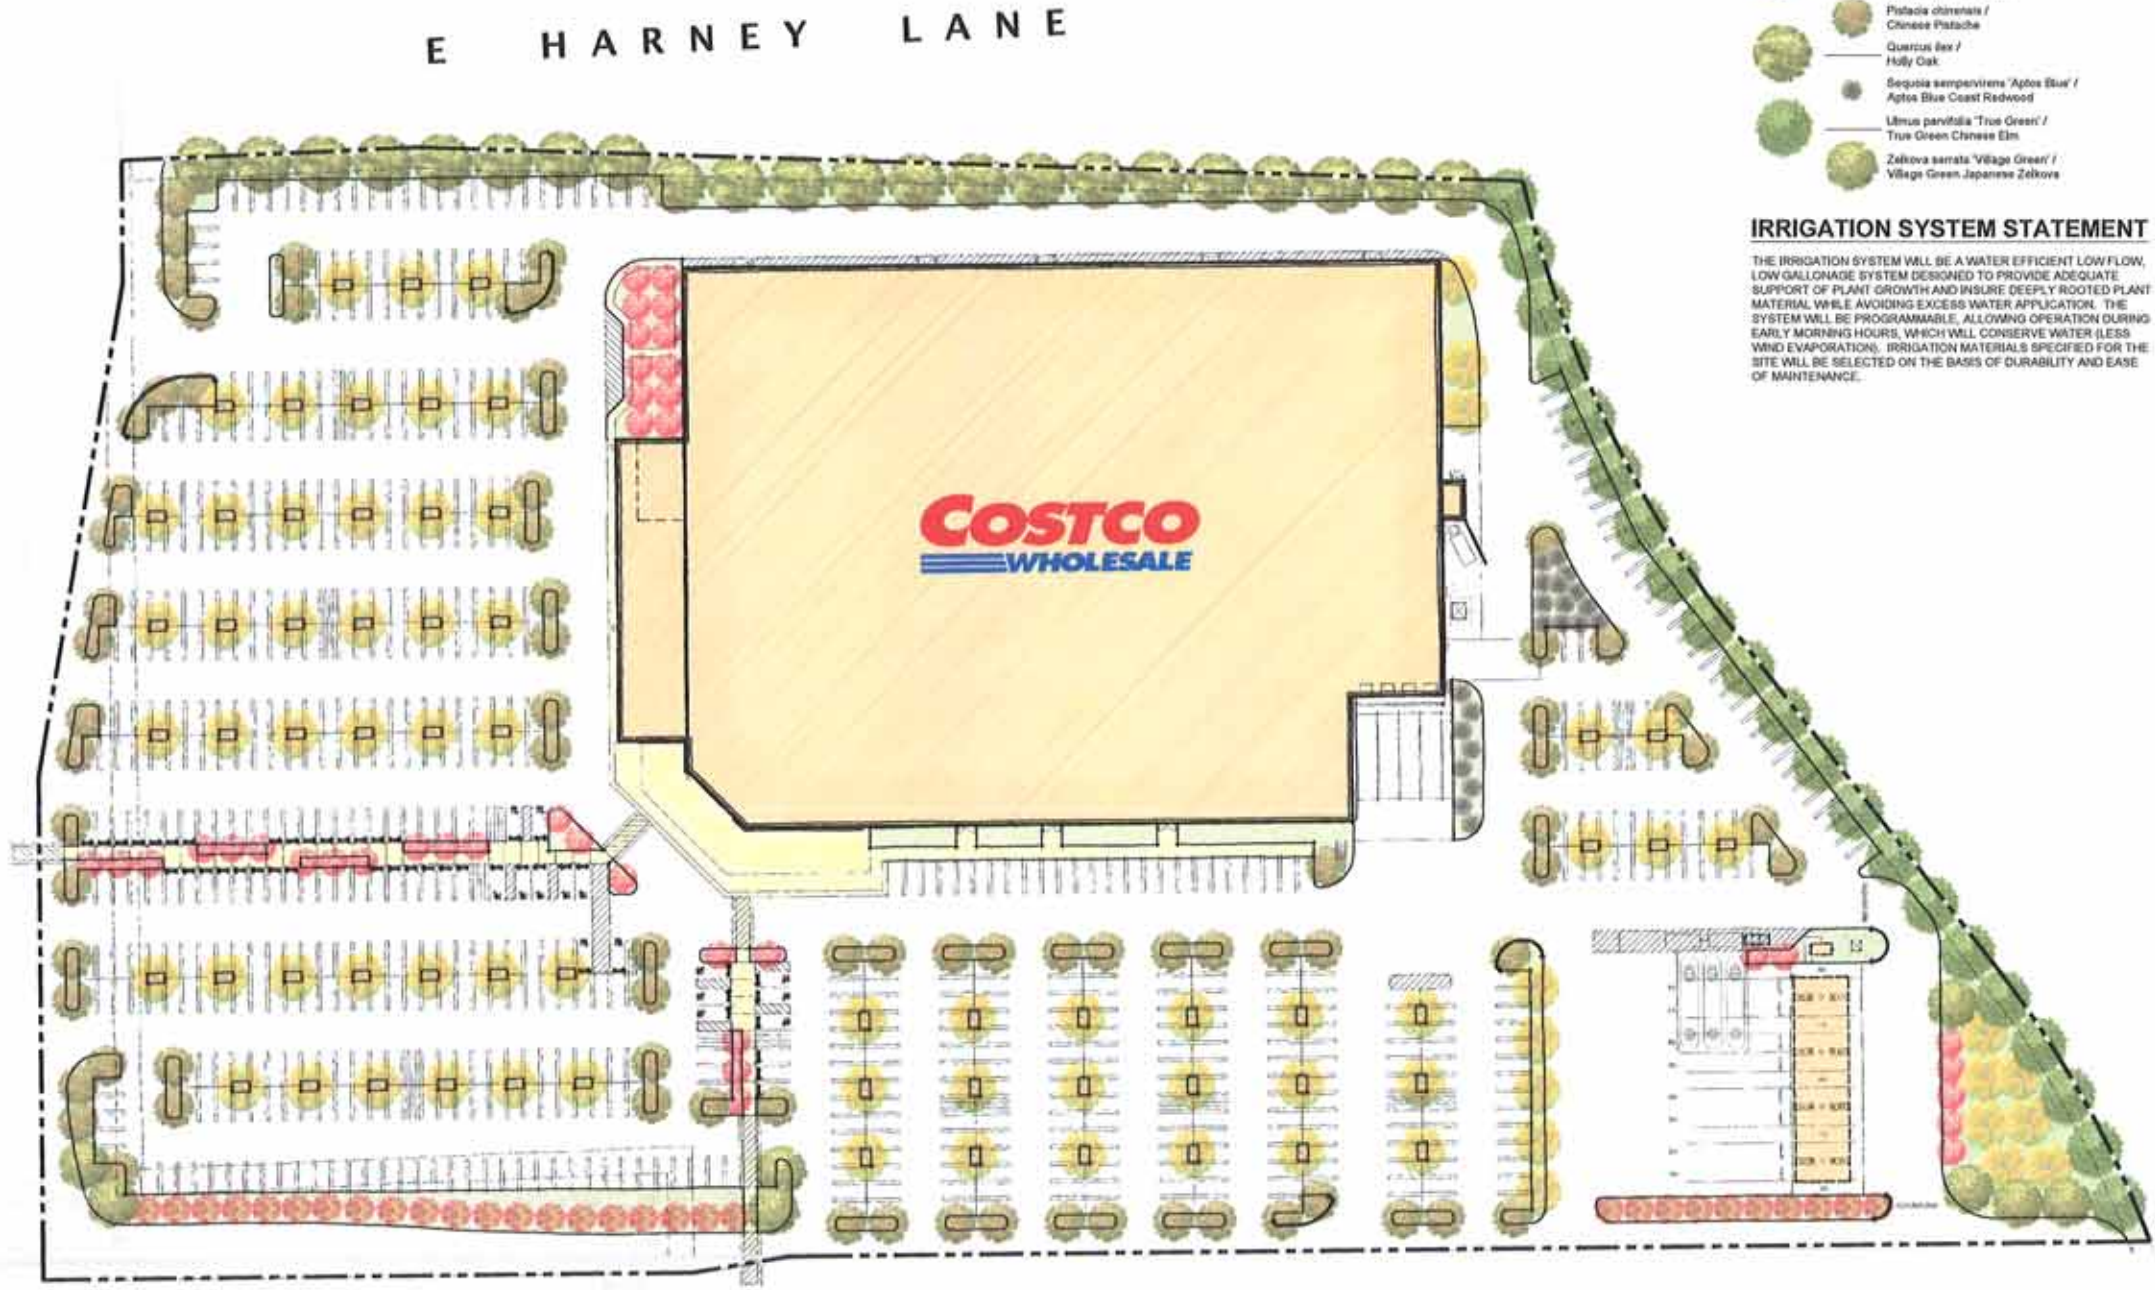 E HARNEY LANE
Pistacia chinensis /
Chinese Pistache
Quercus ilex /
Holly Oak
Sequoia sempervirens 'Aptos Blue' /
Aptos Blue Coast Redwood
Ulmus parvifolia 'True Green' /
True Green Chinese Elm
Zelkova serrata 'Village Green' /
Village Green Japanese Zelkova
IRRIGATION SYSTEM STATEMENT
THE IRRIGATION SYSTEM WILL BE A WATER EFFICIENT LOW FLOW,
LOW GALLONAGE SYSTEM DESIGNED TO PROVIDE ADEQUATE
SUPPORT OF PLANT GROWTH AND INSURE DEEPLY ROOTED PLANT
MATERIAL WHILE AVOIDING EXCESS WATER APPLICATION. THE
SYSTEM WILL BE PROGRAMMABLE, ALLOWING OPERATION DURING
EARLY MORNING HOURS, WHICH WILL CONSERVE WATER (LESS
WIND EVAPORATION). IRRIGATION MATERIALS SPECIFIED FOR THE
SITE WILL BE SELECTED ON THE BASIS OF DURABILITY AND EASE
OF MAINTENANCE.
COSTCO
WHOLESALE